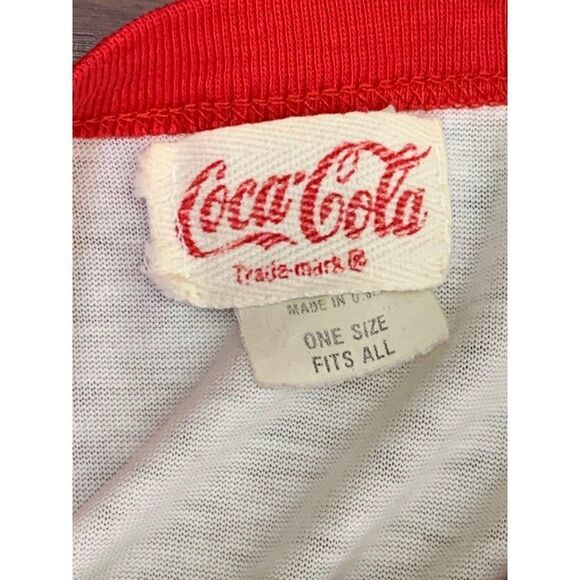 Coca-Cola
Trade-mark ®
MADE IN U.S.
ONE SIZE
FITS ALL